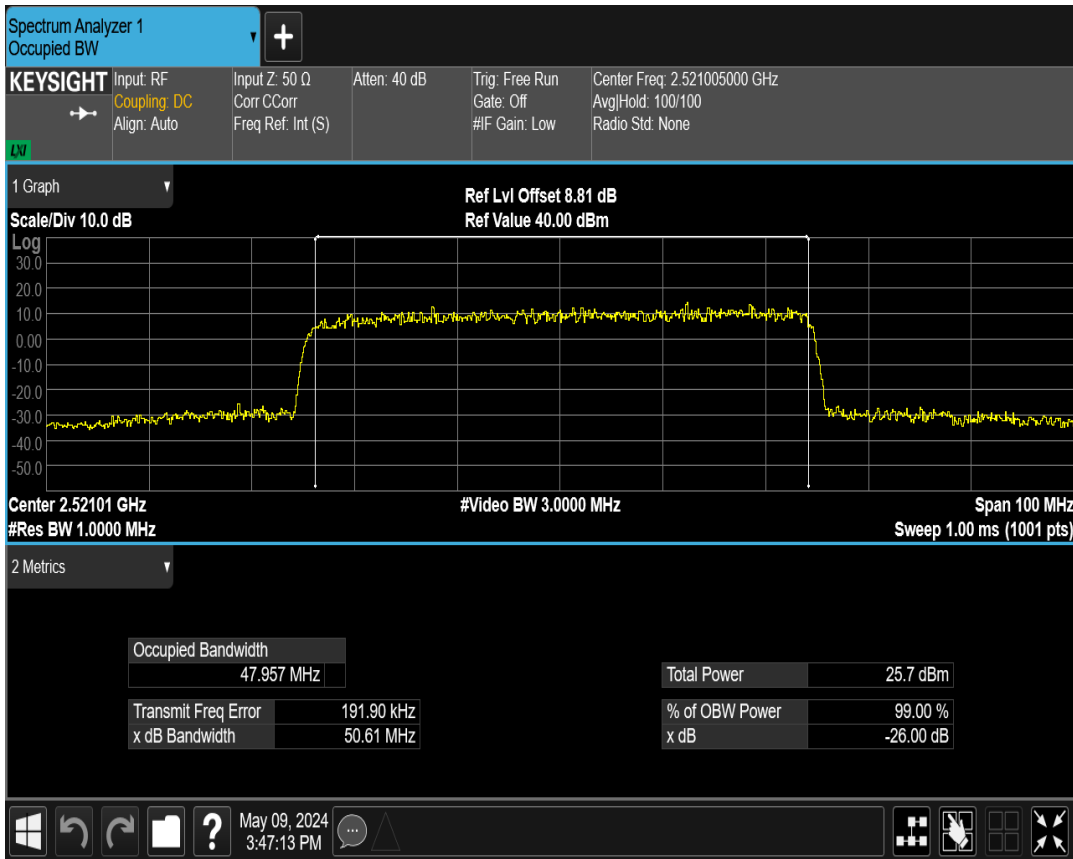 Spectrum Analyzer 1
Occupied BW
KEYSIGHT
LXI
Input: RF
Coupling: DC
Align: Auto
Input Z: 50 Ω
Corr CCorr
Freq Ref: Int (S)
Atten: 40 dB
Trig: Free Run
Gate: Off
#IF Gain: Low
Center Freq: 2.521005000 GHz
Avg|Hold: 100/100
Radio Std: None
1 Graph
Scale/Div 10.0 dB
Ref Lvl Offset 8.81 dB
Ref Value 40.00 dBm
Log
30.0
20.0
10.0
0.00
-10.0
-20.0
-30.0
-40.0
-50.0
Center 2.52101 GHz
#Video BW 3.0000 MHz
Span 100 MHz
#Res BW 1.0000 MHz
Sweep 1.00 ms (1001 pts)
2 Metrics
Occupied Bandwidth
47.957 MHz
Total Power 25.7 dBm
Transmit Freq Error 191.90 kHz
% of OBW Power 99.00 %
x dB Bandwidth 50.61 MHz
x dB -26.00 dB
May 09, 2024
3:47:13 PM